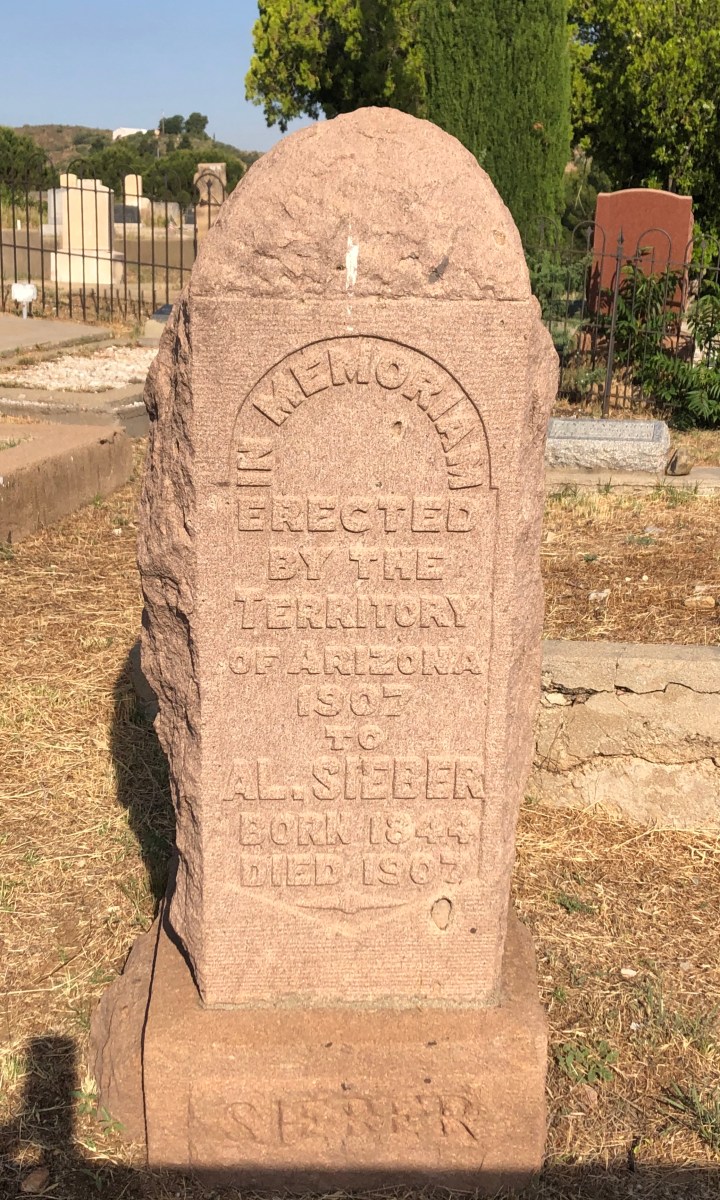 IN MEMORIAM
ERECTED
BY THE
TERRITORY
OF ARIZONA
1907
TO
AL. SIEBER
BORN 1844
DIED 1907.
SIEBER